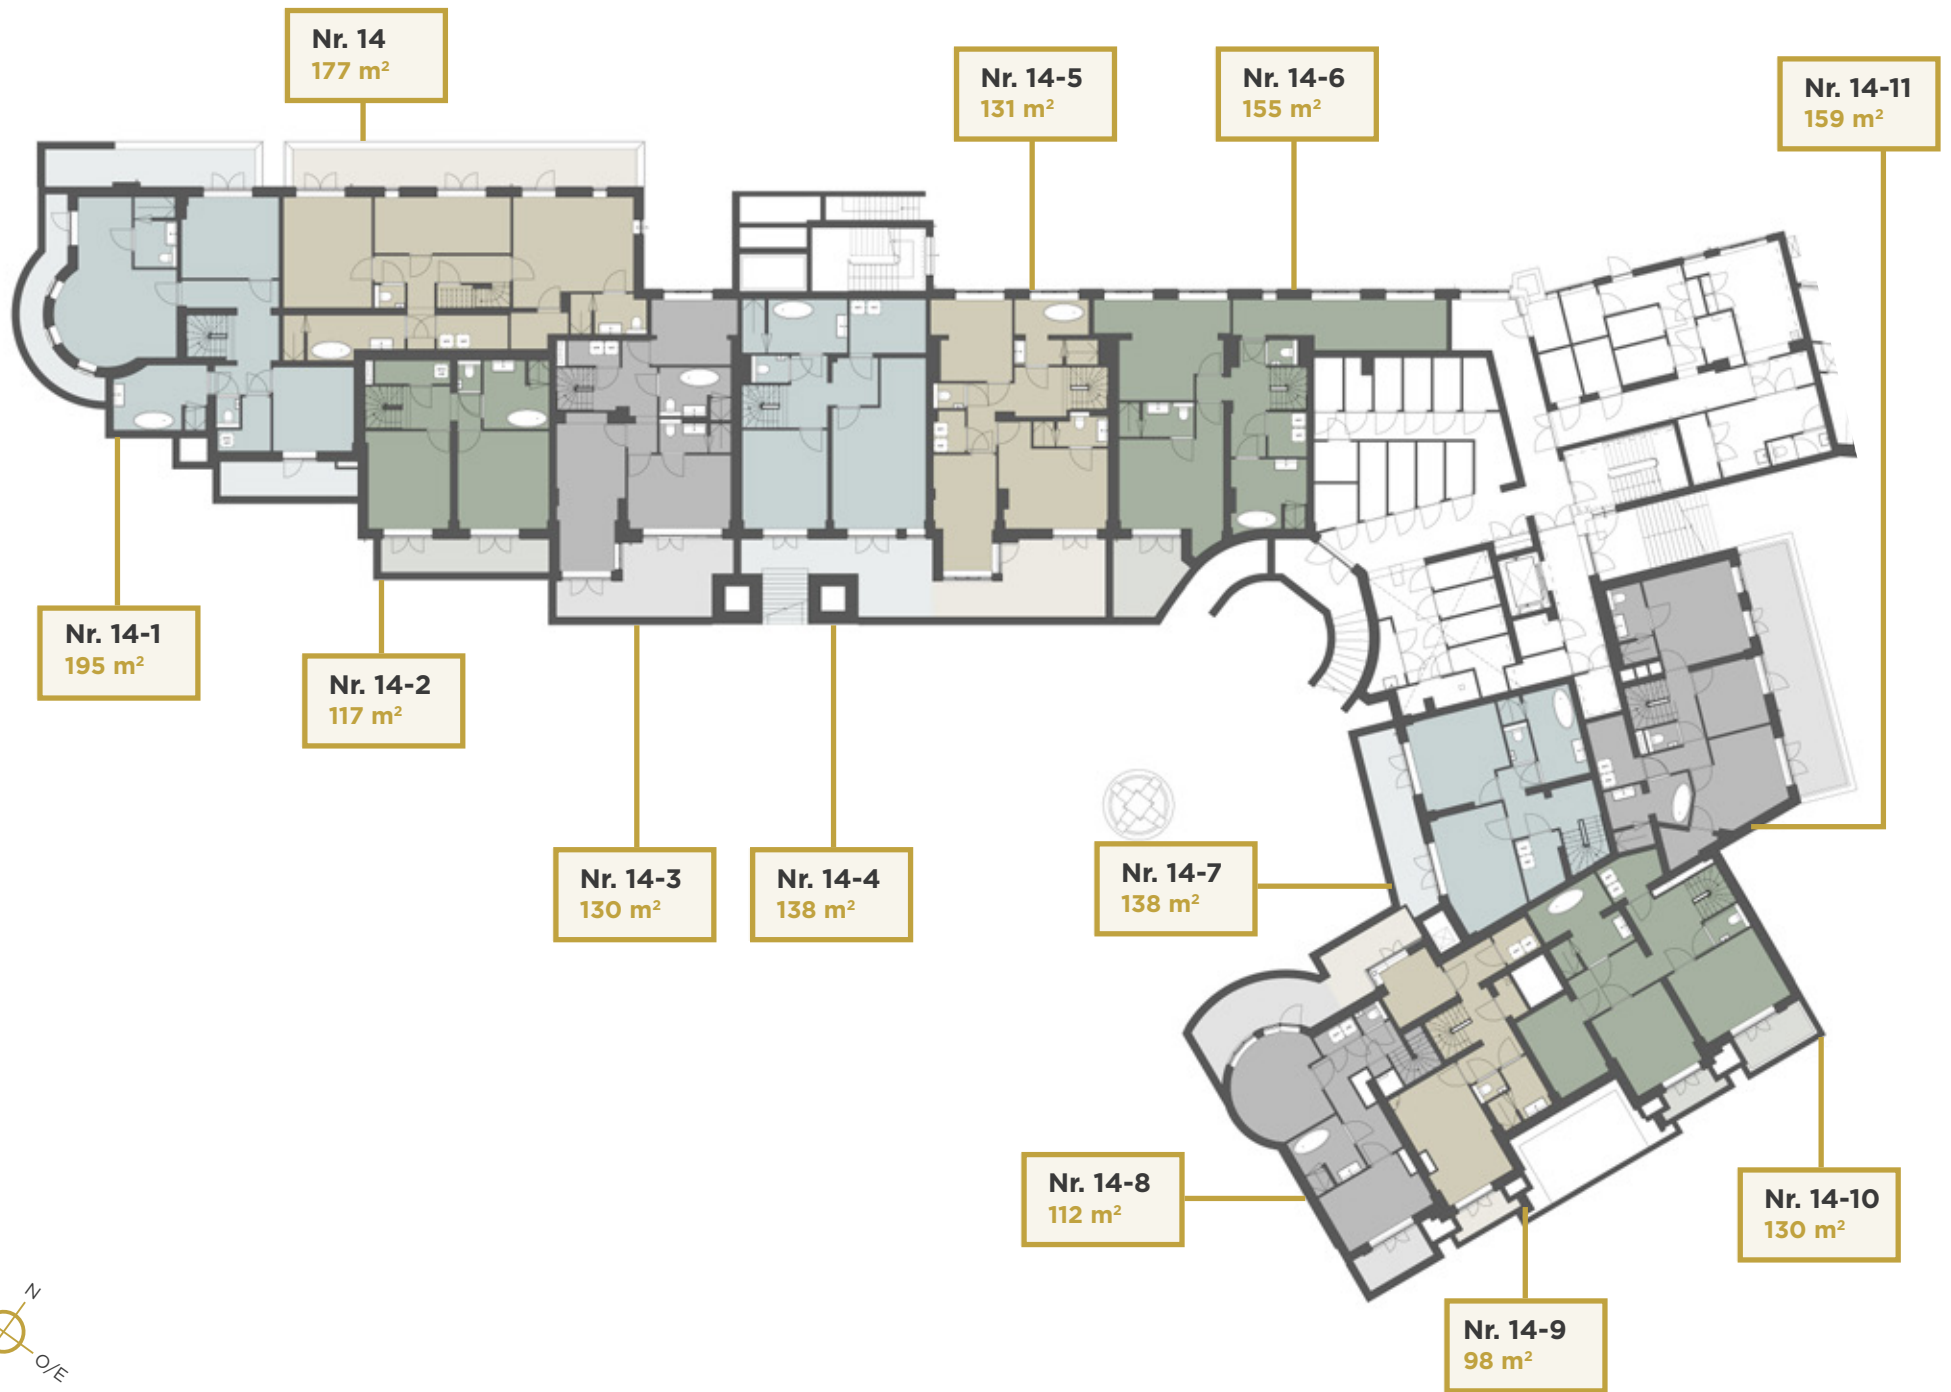 Nr. 14
177 m²
Nr. 14-5
131 m²
Nr. 14-6
155 m²
Nr. 14-11
159 m²
Nr. 14-1
195 m²
Nr. 14-2
117 m²
Nr. 14-3
130 m²
Nr. 14-4
138 m²
Nr. 14-7
138 m²
Nr. 14-8
112 m²
Nr. 14-10
130 m²
Nr. 14-9
98 m²
N
O/E